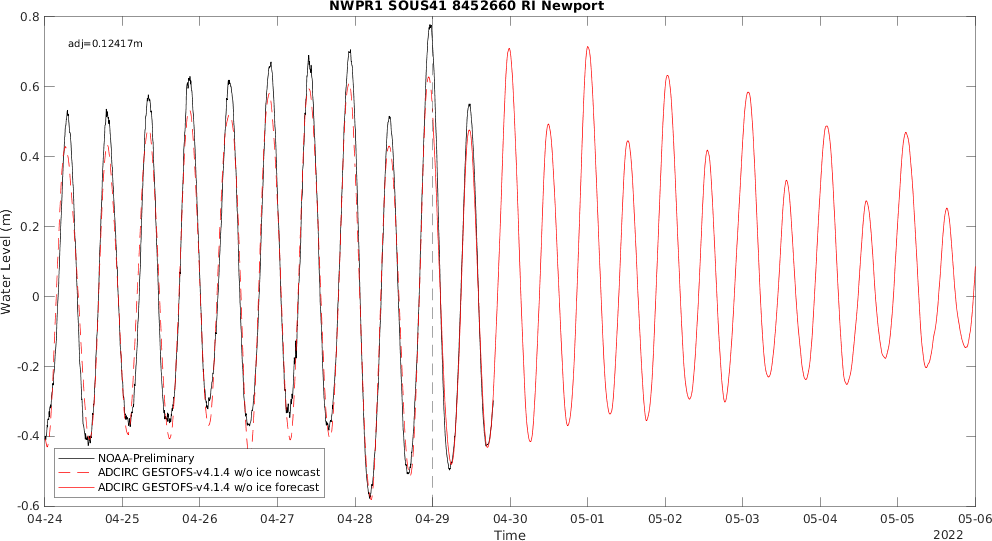 NWPR1 SOUS41 8452660 RI Newport
adj=0.12417m
0.8
0.6
0.4
0.2
0
-0.2
-0.4
-0.6
Water Level (m)
NOAA-Preliminary
ADCIRC GESTOFS-v4.1.4 w/o ice nowcast
ADCIRC GESTOFS-v4.1.4 w/o ice forecast
04-24 04-25 04-26 04-27 04-28 04-29 04-30 05-01 05-02 05-03 05-04 05-05 05-06
Time
2022